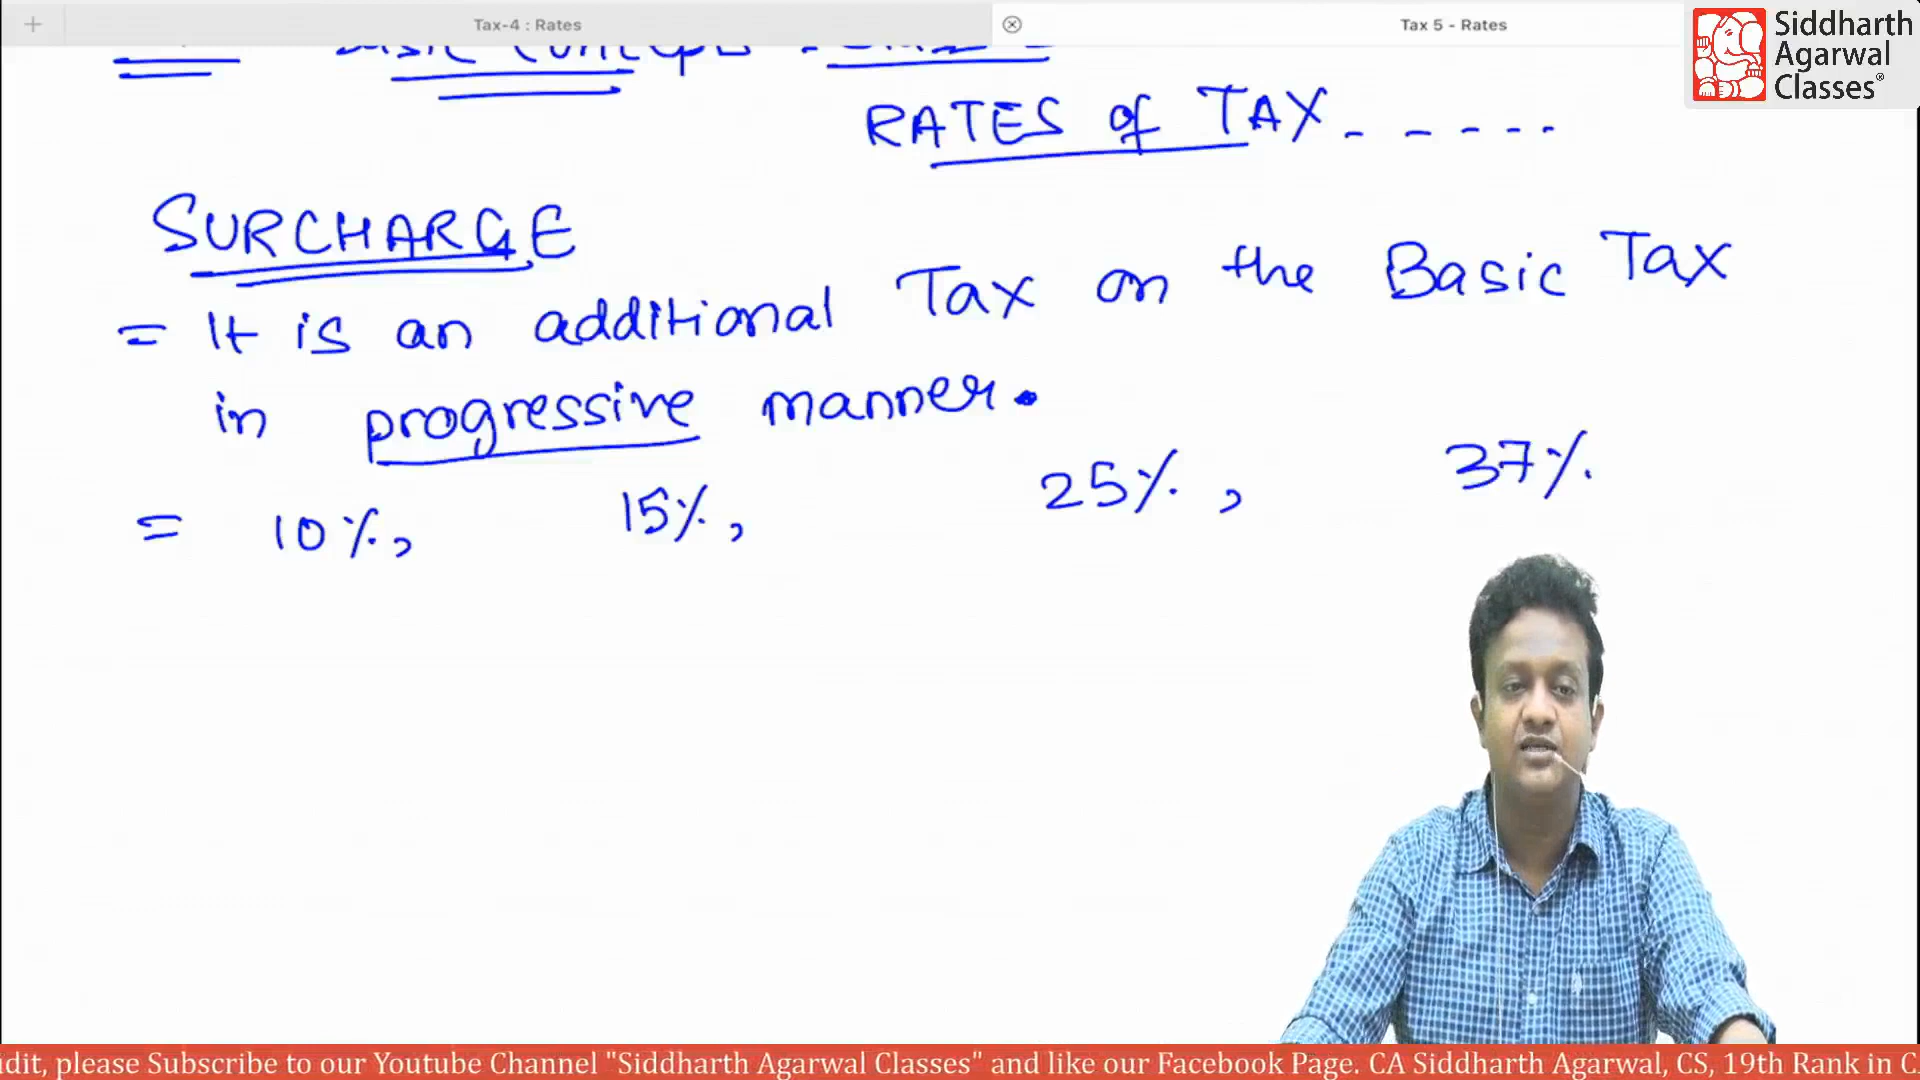 Tax-4 : Rates
Tax 5 - Rates
Siddharth
Agarwal
Classes®
Basic Concepts
RATES of TAX - - - - -
SURCHARGE
= It is an additional Tax on the Basic Tax
in progressive manner.
= 10%, 15%, 25%, 37%
dit, please Subscribe to our Youtube Channel "Siddharth Agarwal Classes" and like our Facebook Page. CA Siddharth Agarwal, CS, 19th Rank in C